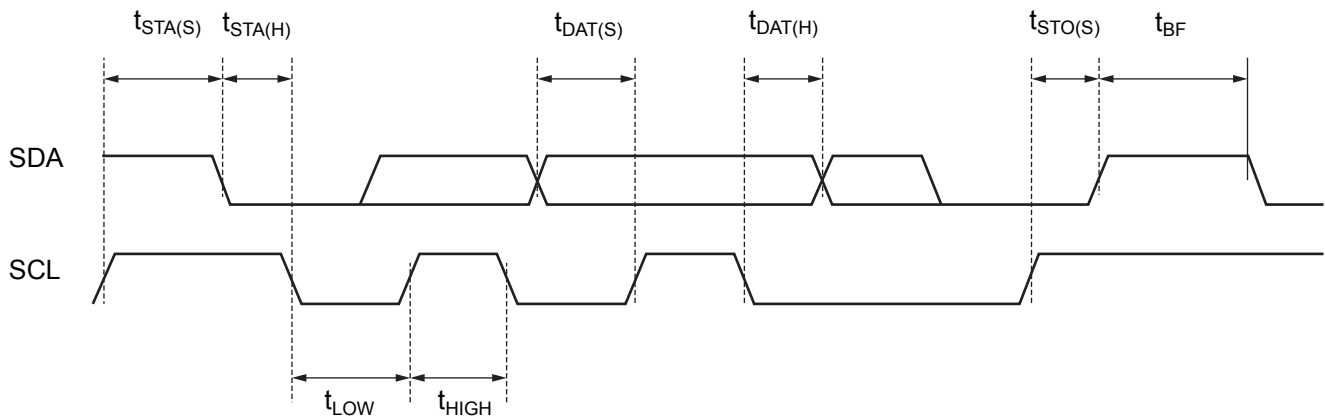 tSTA(S) tSTA(H) tDAT(S) tDAT(H) tSTO(S) tBF
SDA
SCL
tLOW tHIGH